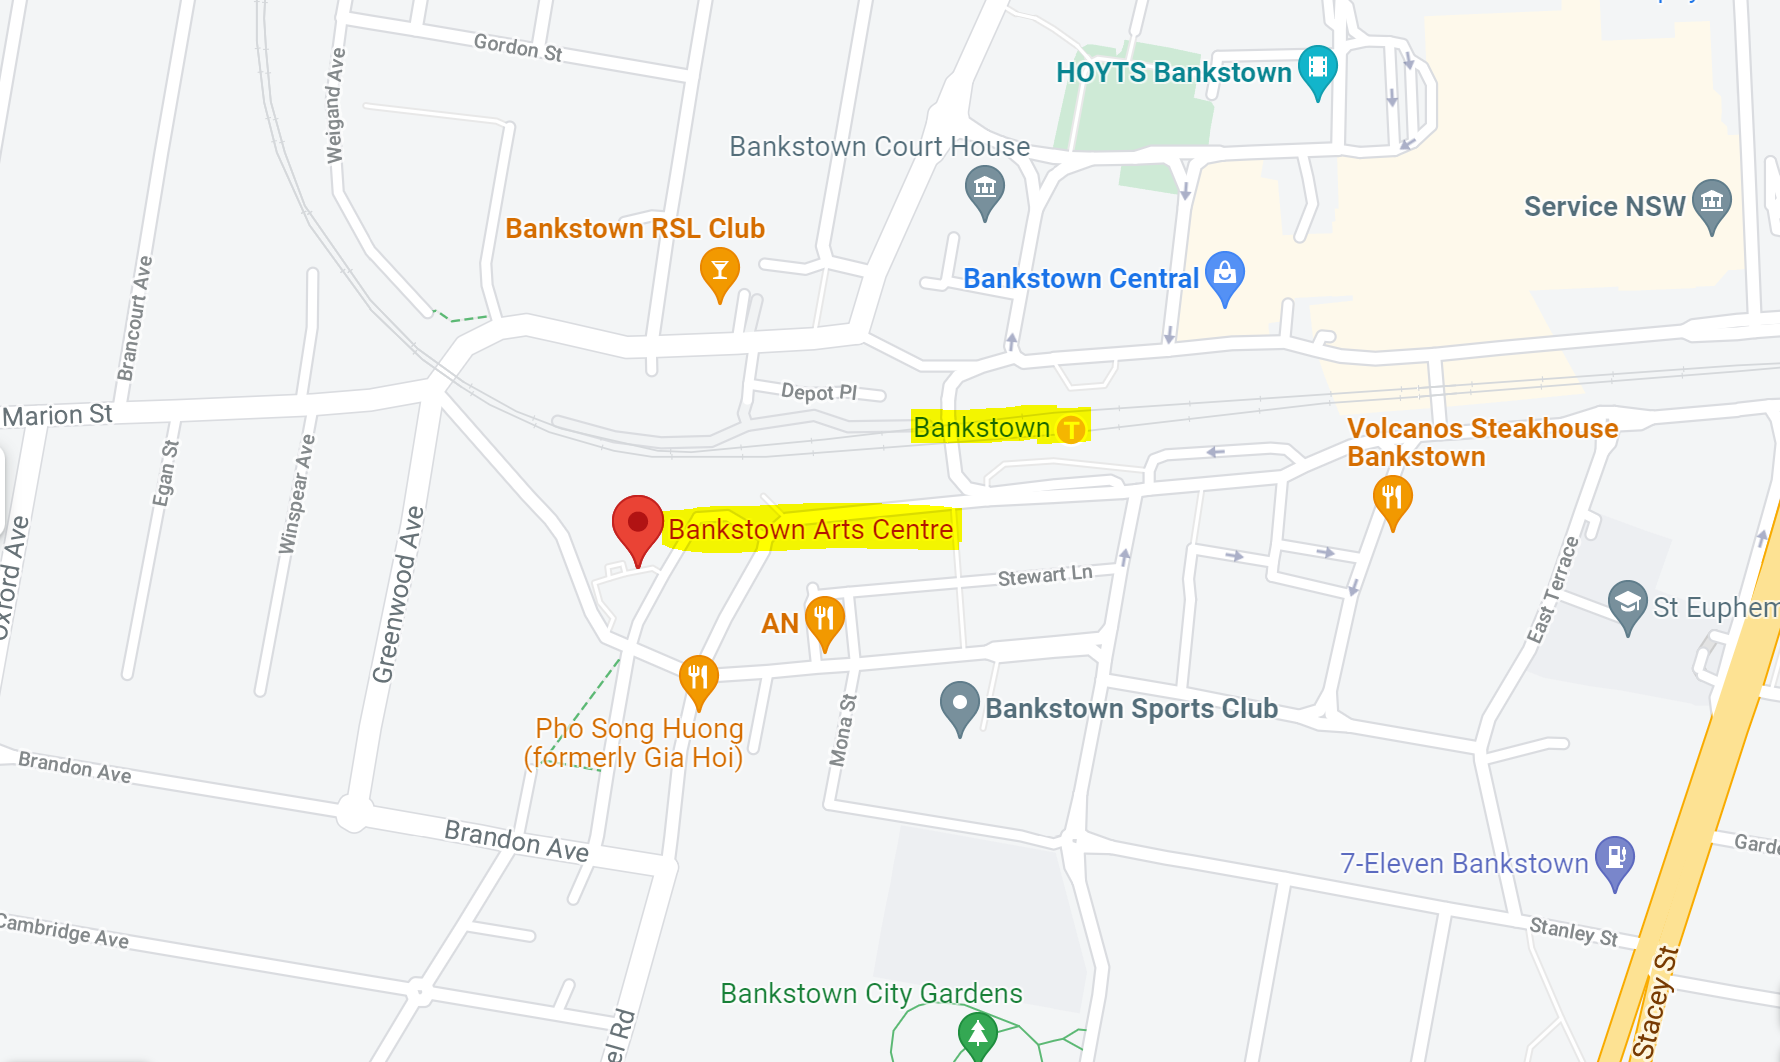 Gordon St
Weigand Ave
HOYTS Bankstown
Bankstown Court House
Service NSW
Bankstown RSL Club
Bankstown Central
Brancourt Ave
Depot Pl
Marion St
Bankstown T
Volcanos Steakhouse
Bankstown
Egan St
Winspear Ave
Greenwood Ave
Oxford Ave
Bankstown Arts Centre
Stewart Ln
East Terrace
St Euphem
AN
Bankstown Sports Club
Mona St
Pho Song Huong
(formerly Gia Hoi)
Brandon Ave
Brandon Ave
7-Eleven Bankstown
Garde
Stanley St
Cambridge Ave
Bankstown City Gardens
el Rd
Stacey St